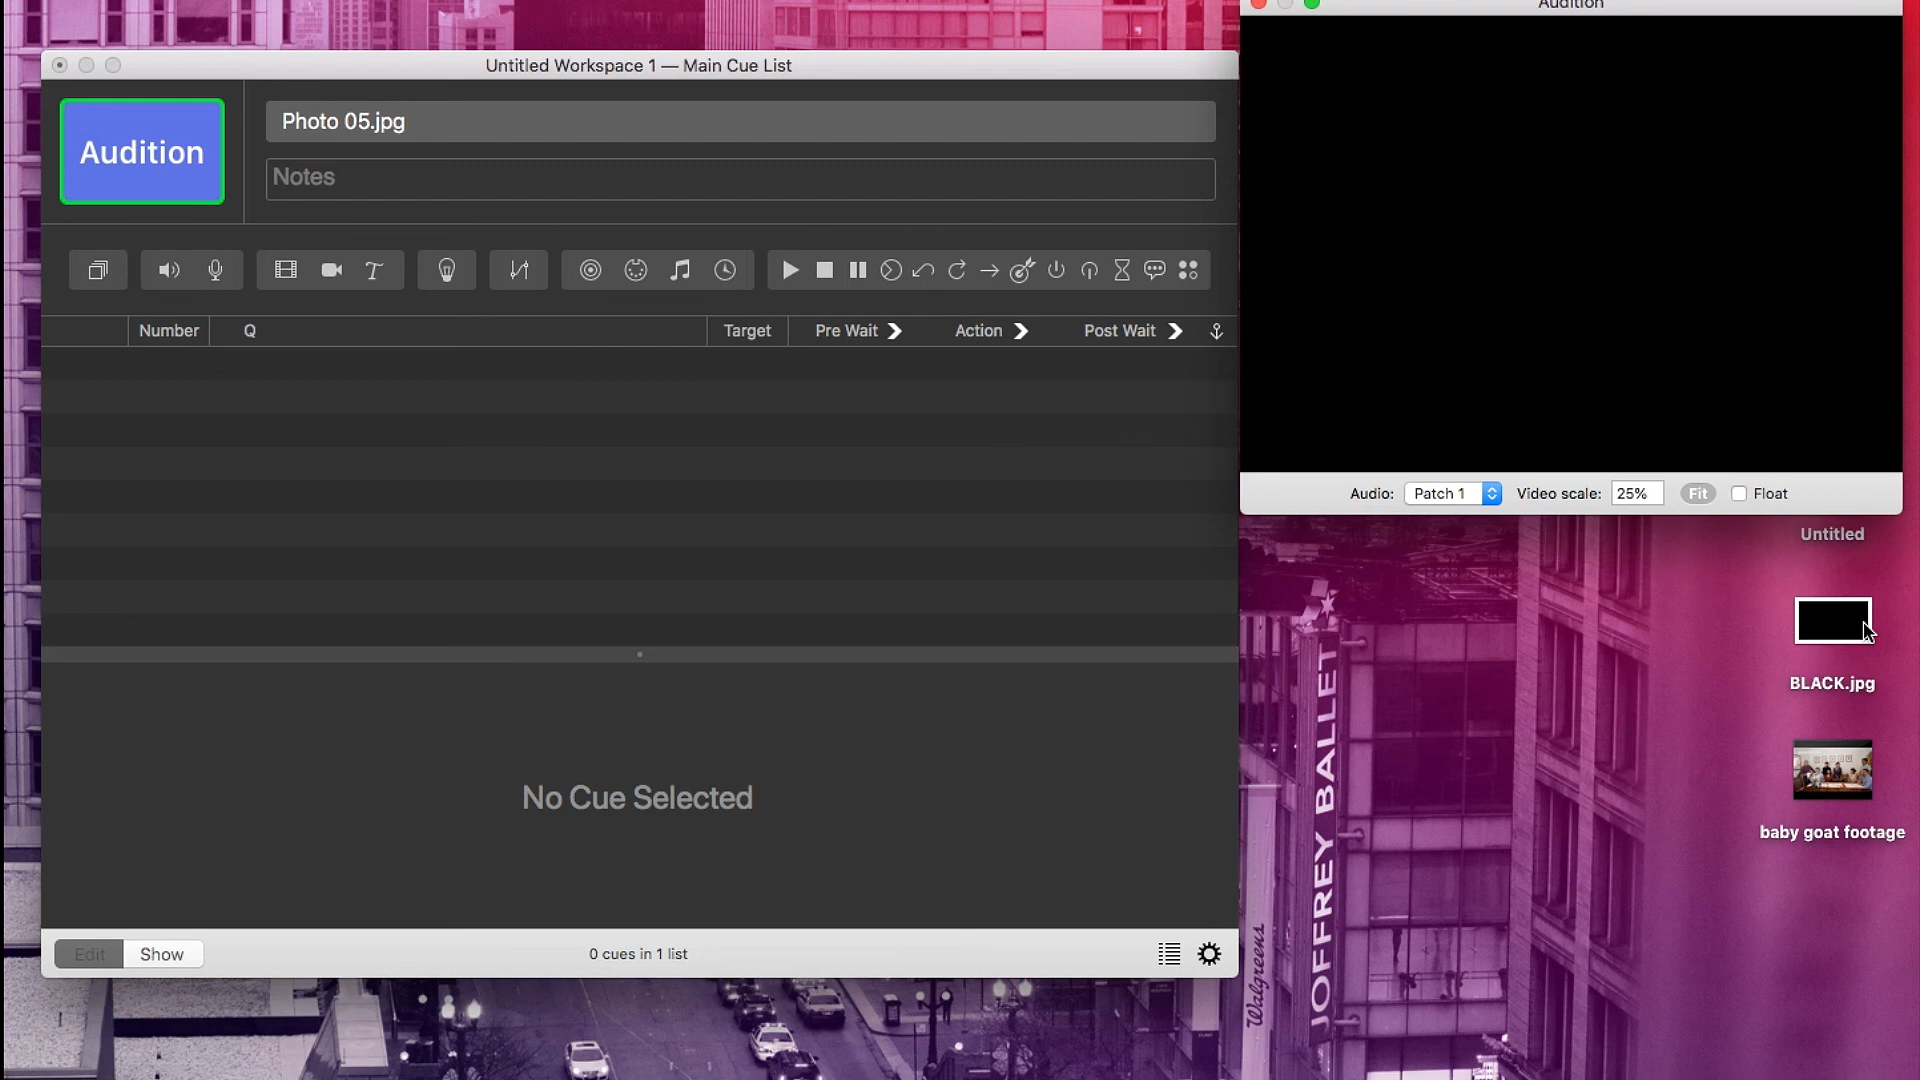 Audition
Untitled Workspace 1 — Main Cue List
Audition
Photo 05.jpg
Notes
Number
Q
Target
Pre Wait
Action
Post Wait
No Cue Selected
Edit
Show
0 cues in 1 list
Audio:
Patch 1
Video scale:
25%
Fit
Float
Untitled
BLACK.jpg
baby goat footage
JOFFREY BALLET
Walgreens